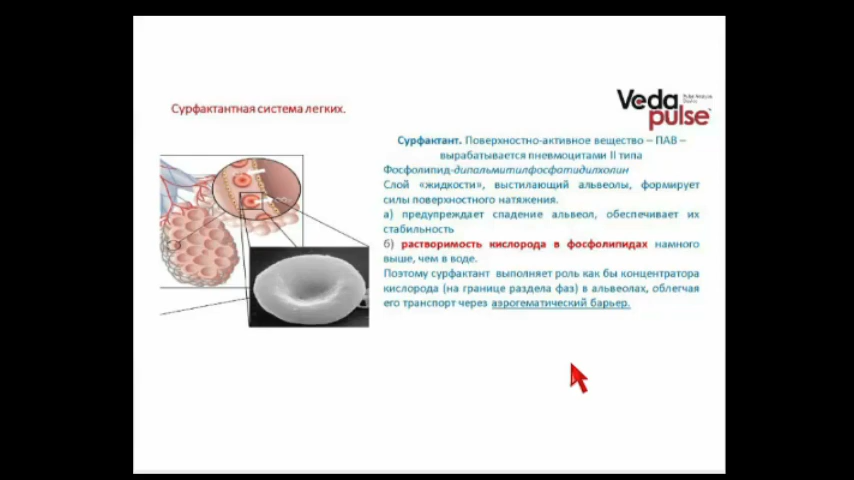 Сурфактантная система легких.
Veda
pulse
Сурфактант. Поверхностно-активное вещество – ПАВ –
вырабатывается пневмоцитами II типа
Фосфолипид-дипальмитилфосфатидилхолин
Слой «жидкости», выстилающий альвеолы, формирует
силы поверхностного натяжения.
а) предупреждает спадение альвеол, обеспечивает их
стабильность
б) растворимость кислорода в фосфолипидах намного
выше, чем в воде.
Поэтому сурфактант выполняет роль как бы концентратора
кислорода (на границе раздела фаз) в альвеолах, облегчая
его транспорт через аэрогематический барьер.